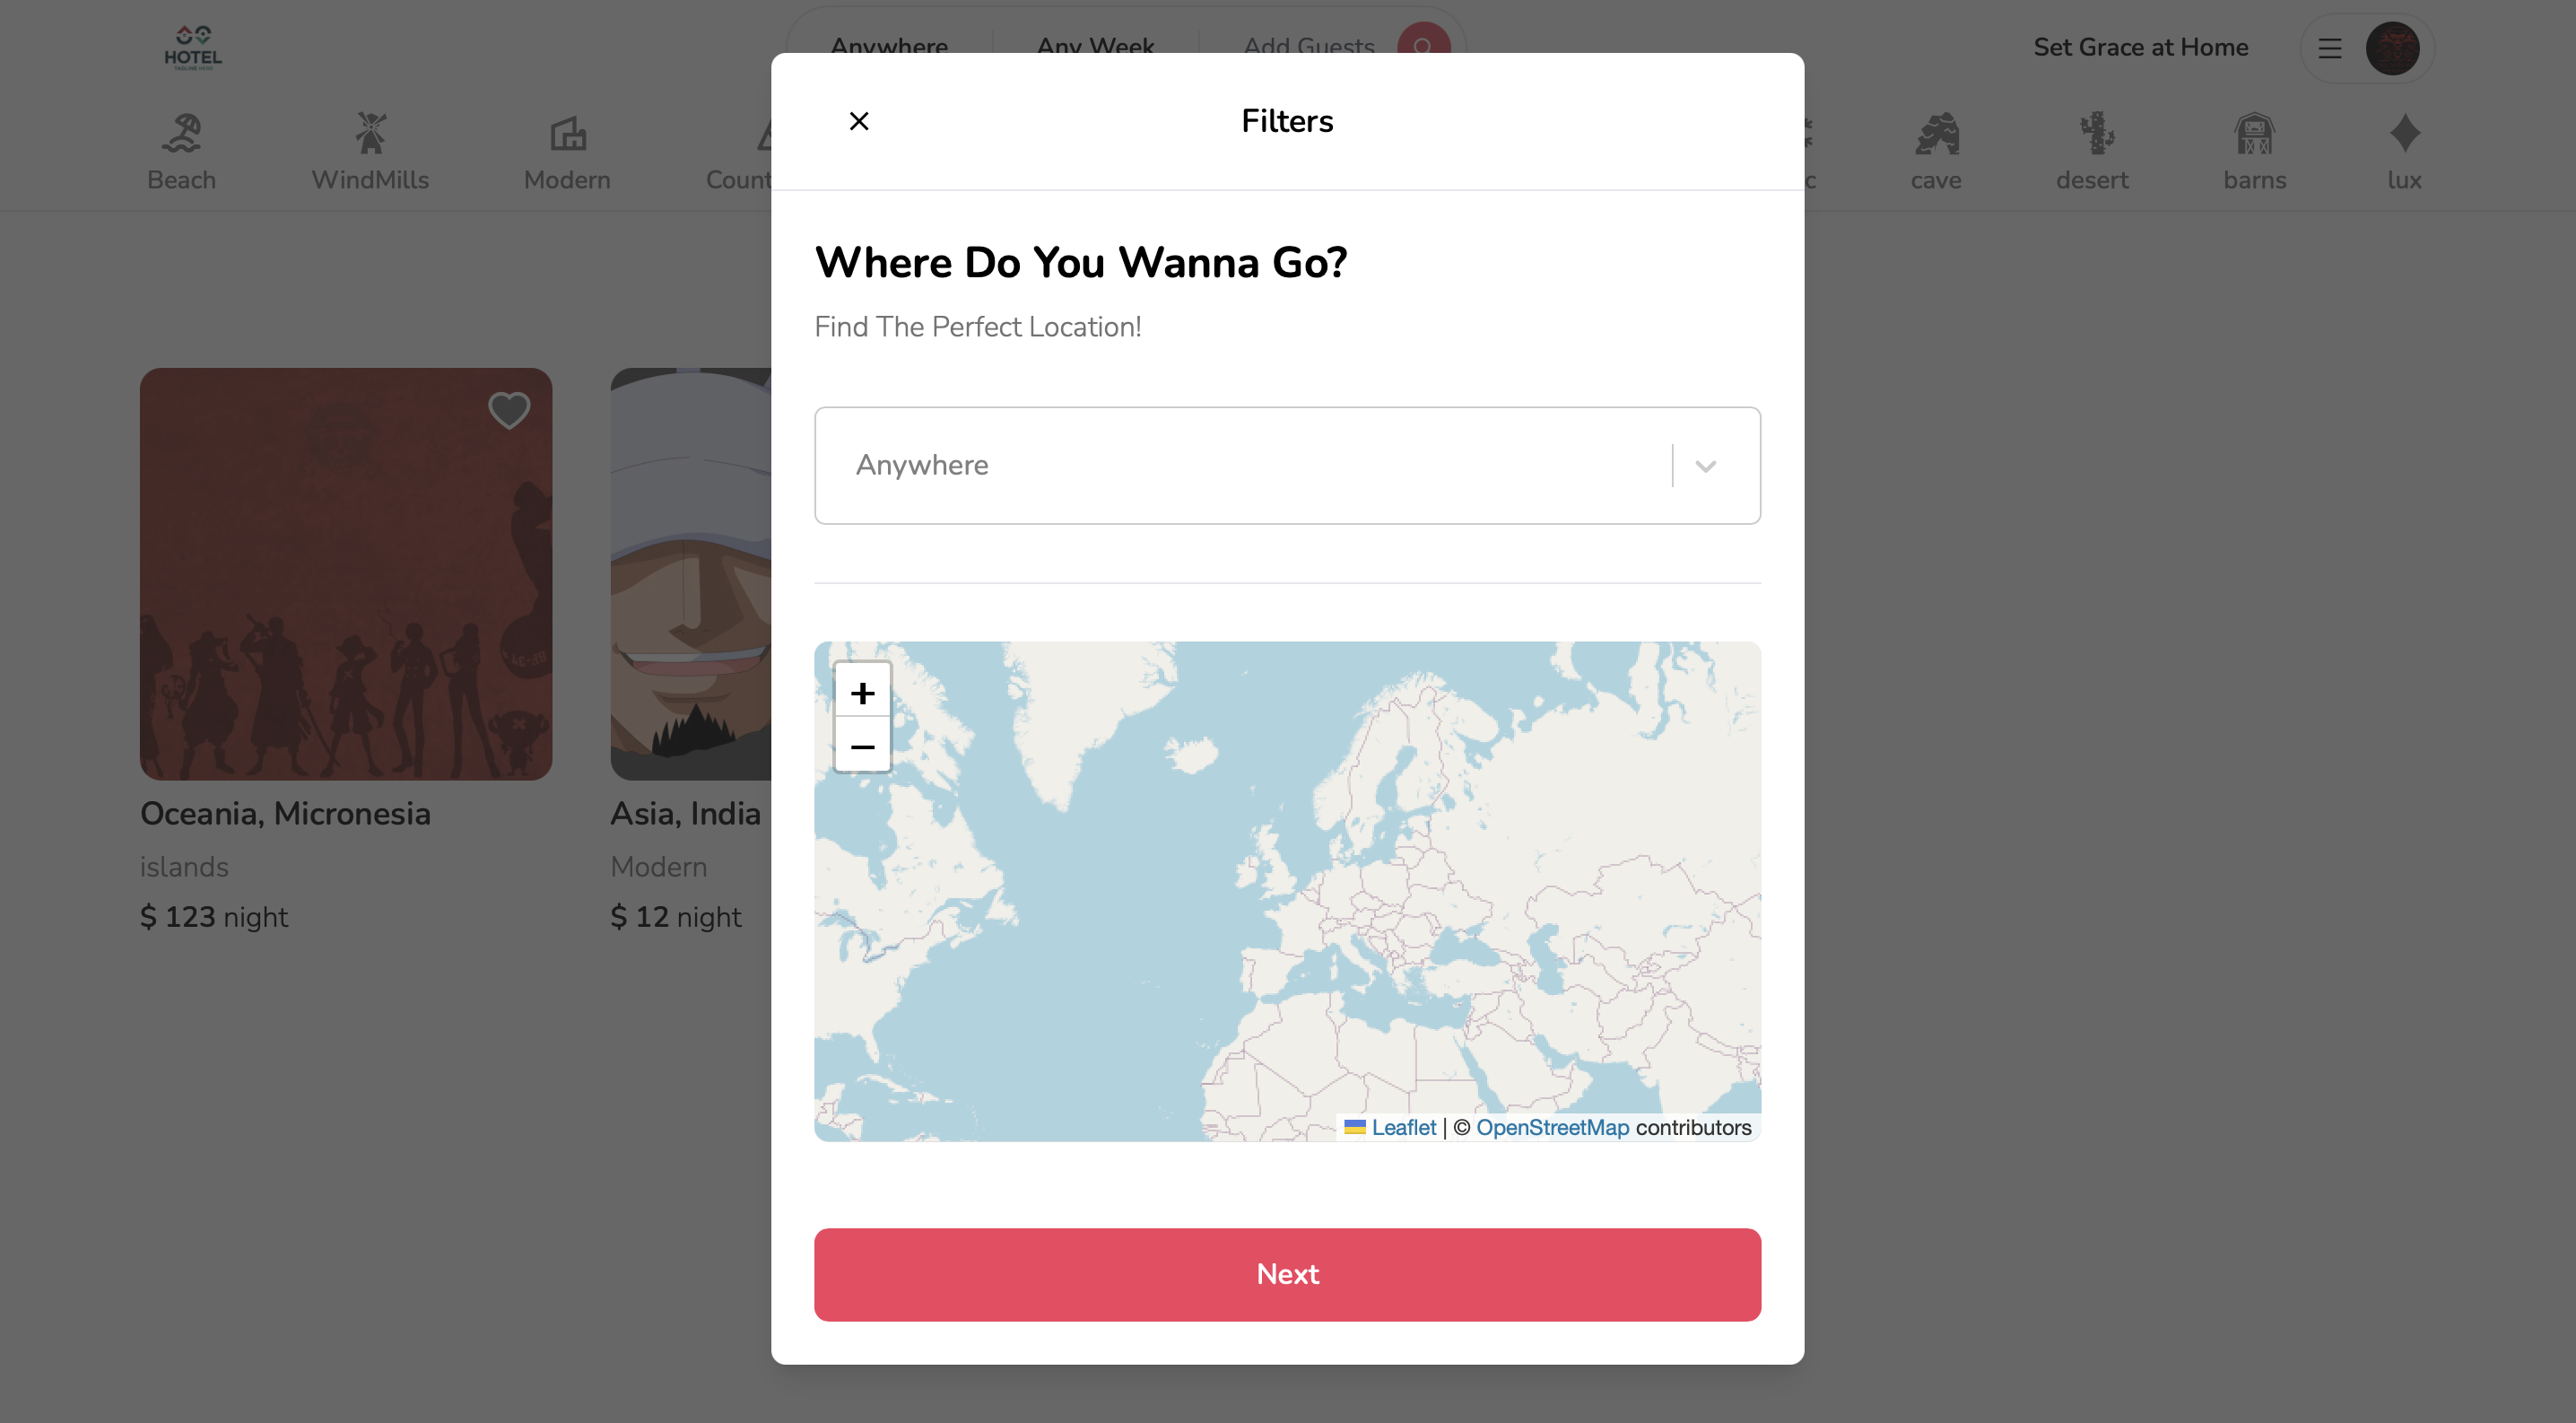 HOTEL
TAGLINE HERE
Anywhere
Any Week
Add Guests
Set Grace at Home
Beach
WindMills
Modern
cave
desert
barns
lux
Filters
Where Do You Wanna Go?
Find The Perfect Location!
Anywhere
+
−
Leaflet | © OpenStreetMap contributors
Next
Oceania, Micronesia
islands
$ 123 night
Asia, India
Modern
$ 12 night